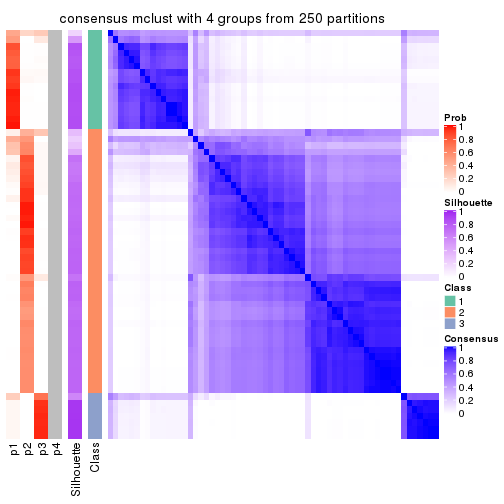 consensus mclust with 4 groups from 250 partitions
Prob
1
0.8
0.6
0.4
0.2
0
Silhouette
1
0.8
0.6
0.4
0.2
0
Class
1
2
3
Consensus
1
0.8
0.6
0.4
0.2
0
p1
p2
p3
p4
Silhouette
Class